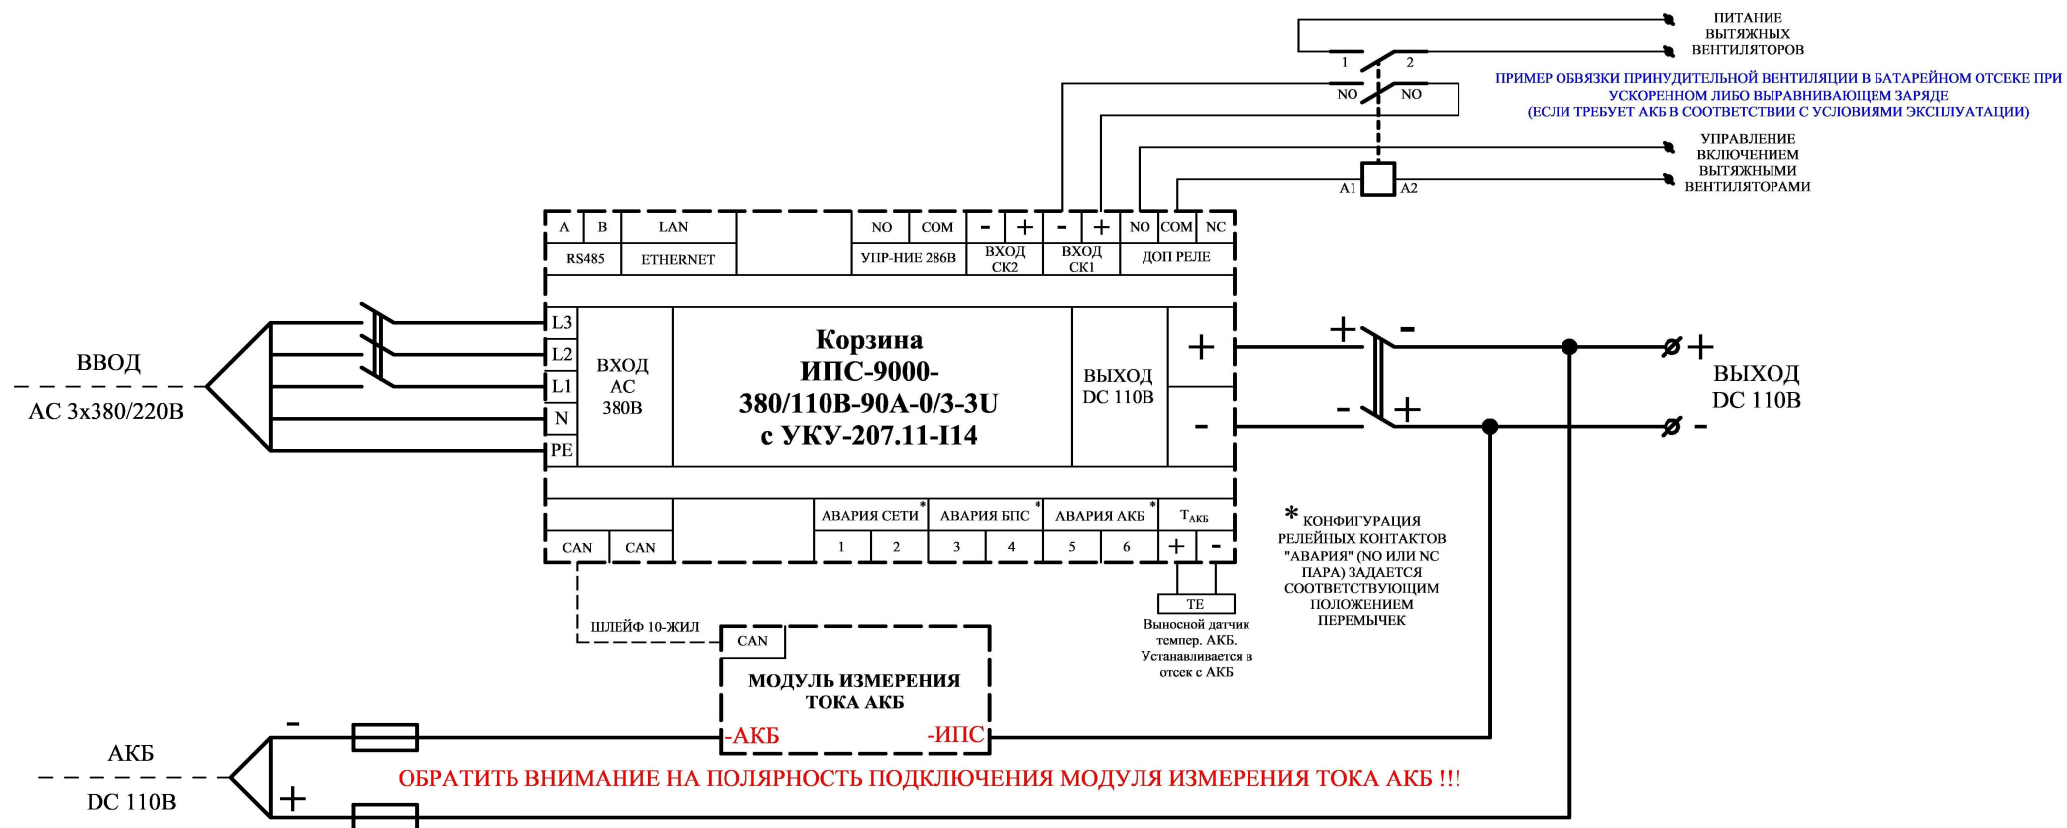 ПИТАНИЕ
ВЫТЯЖНЫХ
ВЕНТИЛЯТОРОВ
1
2
NO
NO
ПРИМЕР ОБВЯЗКИ ПРИНУДИТЕЛЬНОЙ ВЕНТИЛЯЦИИ В БАТАРЕЙНОМ ОТСЕКЕ ПРИ
УСКОРЕННОМ ЛИБО ВЫРАВНИВАЮЩЕМ ЗАРЯДЕ
(ЕСЛИ ТРЕБУЕТ АКБ В СООТВЕТСТВИИ С УСЛОВИЯМИ ЭКСПЛУАТАЦИИ)
УПРАВЛЕНИЕ
ВКЛЮЧЕНИЕМ
ВЫТЯЖНЫМИ
ВЕНТИЛЯТОРАМИ
A1
A2
A
B
LAN
NO
COM
-
+
-
+
NO
COM
NC
RS485
ETHERNET
УПР-НИЕ 286В
ВХОД
СК2
ВХОД
СК1
ДОП РЕЛЕ
ВВОД
АС 3х380/220В
L3
L2
L1
N
PE
ВХОД
АС
380В
Корзина
ИПС-9000-
380/110В-90А-0/3-3U
с УКУ-207.11-I14
ВЫХОД
DC 110В
+
-
+
-
-
+
+
-
ВЫХОД
DC 110В
АВАРИЯ СЕТИ*
АВАРИЯ БПС*
АВАРИЯ АКБ*
TАКБ
CAN
CAN
1
2
3
4
5
6
+
-
* КОНФИГУРАЦИЯ
РЕЛЕЙНЫХ КОНТАКТОВ
"АВАРИЯ" (NO ИЛИ NC
ПАРА) ЗАДАЕТСЯ
СООТВЕТСТВУЮЩИМ
ПОЛОЖЕНИЕМ
ПЕРЕМЫЧЕК
TE
Выносной датчик
темпер. АКБ.
Устанавливается в
отсек с АКБ
ШЛЕЙФ 10-ЖИЛ
CAN
МОДУЛЬ ИЗМЕРЕНИЯ
ТОКА АКБ
-АКБ
-ИПС
-
АКБ
DC 110В
+
ОБРАТИТЬ ВНИМАНИЕ НА ПОЛЯРНОСТЬ ПОДКЛЮЧЕНИЯ МОДУЛЯ ИЗМЕРЕНИЯ ТОКА АКБ !!!